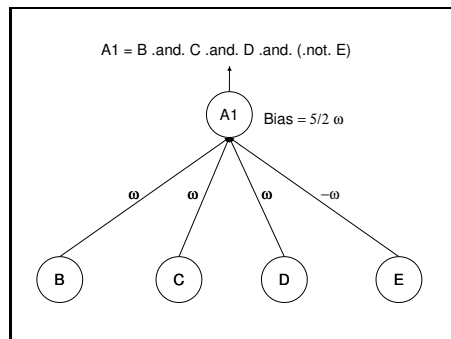 A1 = B .and. C .and. D .and. (.not. E)
A1
Bias = 5/2 ω
ω ω ω −ω
B C D E